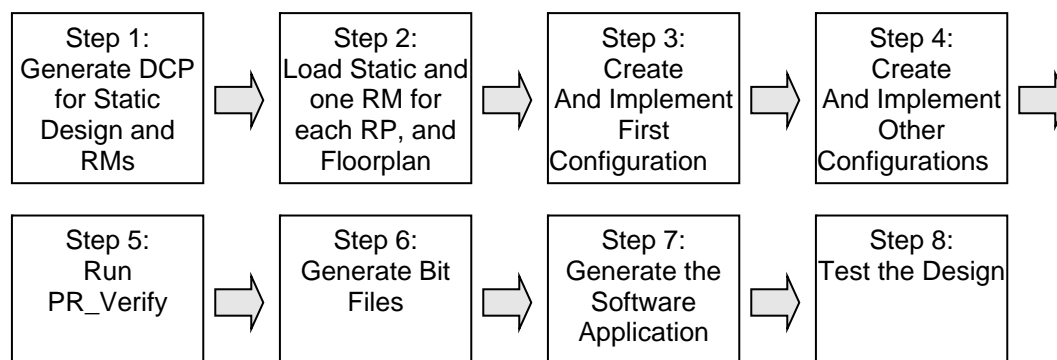 Step 1:
Generate DCP
for Static
Design and
RMs
Step 2:
Load Static and
one RM for
each RP, and
Floorplan
Step 3:
Create
And Implement
First
Configuration
Step 4:
Create
And Implement
Other
Configurations
Step 5:
Run
PR_Verify
Step 6:
Generate Bit
Files
Step 7:
Generate the
Software
Application
Step 8:
Test the Design